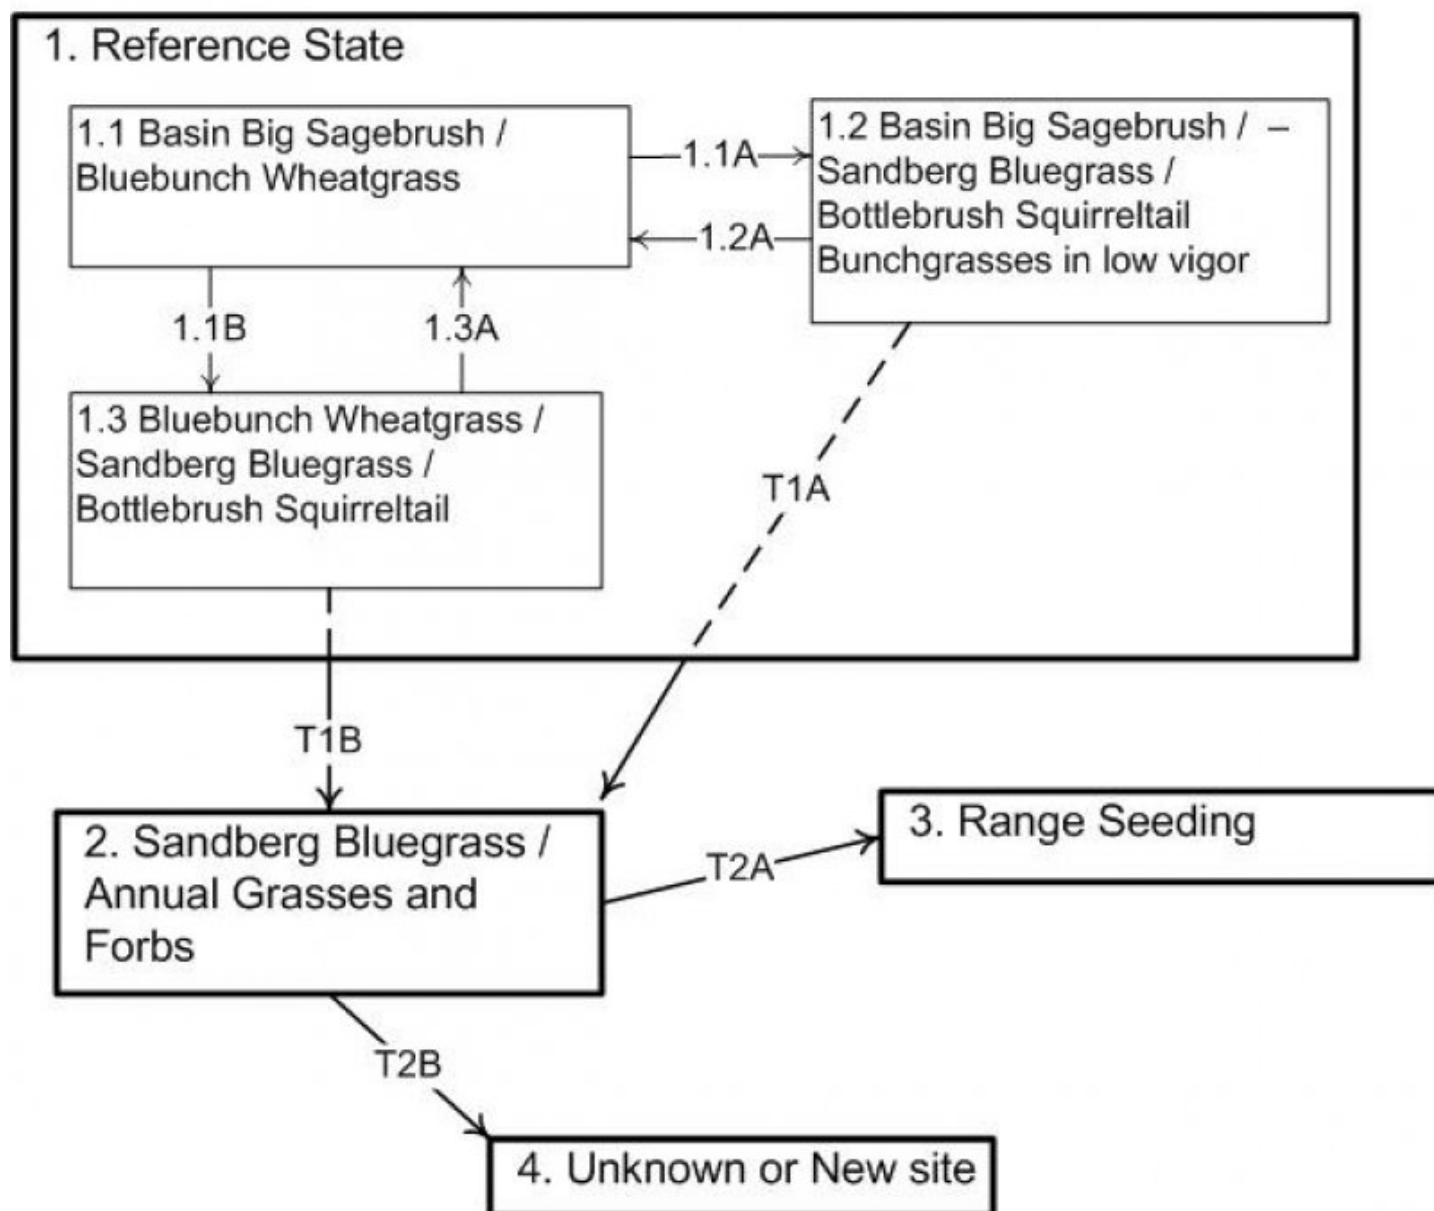 1. Reference State
1.1 Basin Big Sagebrush /
Bluebunch Wheatgrass
1.1A
1.2 Basin Big Sagebrush / –
Sandberg Bluegrass /
Bottlebrush Squirreltail
Bunchgrasses in low vigor
1.2A
1.1B
1.3A
1.3 Bluebunch Wheatgrass /
Sandberg Bluegrass /
Bottlebrush Squirreltail
T1A
T1B
2. Sandberg Bluegrass /
Annual Grasses and
Forbs
T2A
3. Range Seeding
T2B
4. Unknown or New site